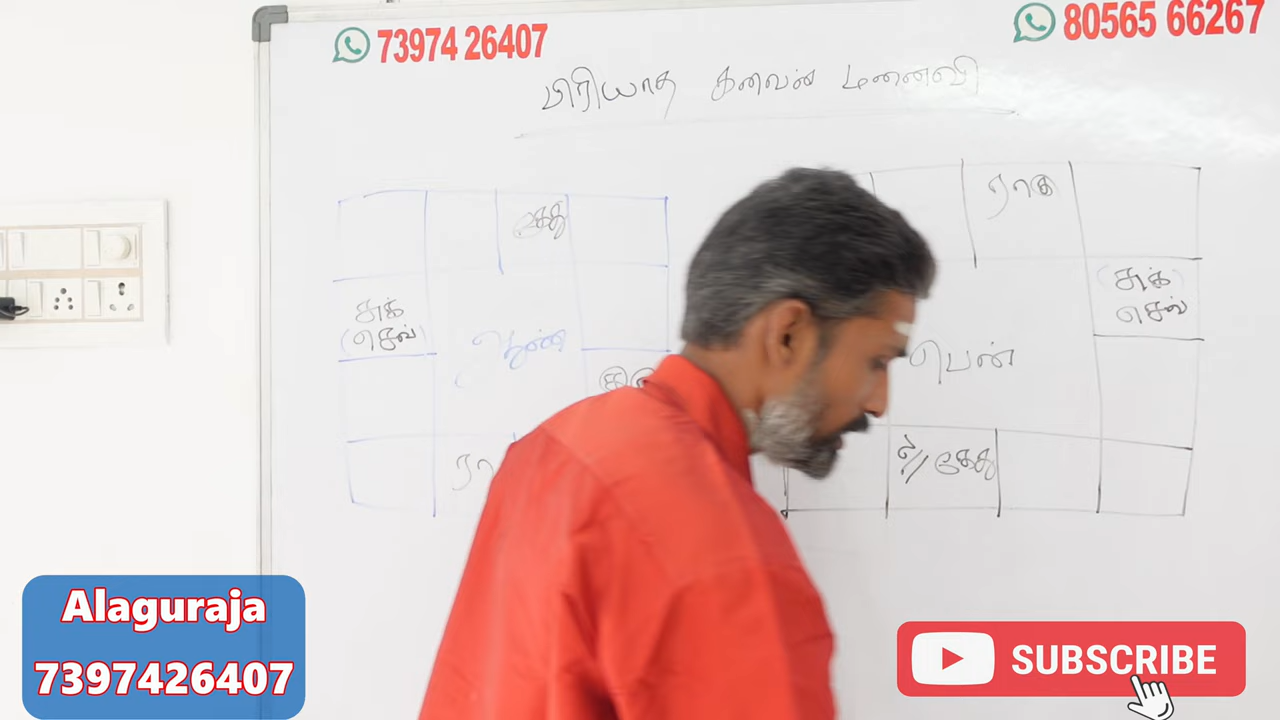 73974 26407
80565 66267
பிரியாத கணவன் மனைவி
கேது
ராகு
சுக்
(செவ்)
(சுக்)
செவ்
ஆண்
பெண்
ரா
ல// கேது
Alaguraja
7397426407
SUBSCRIBE